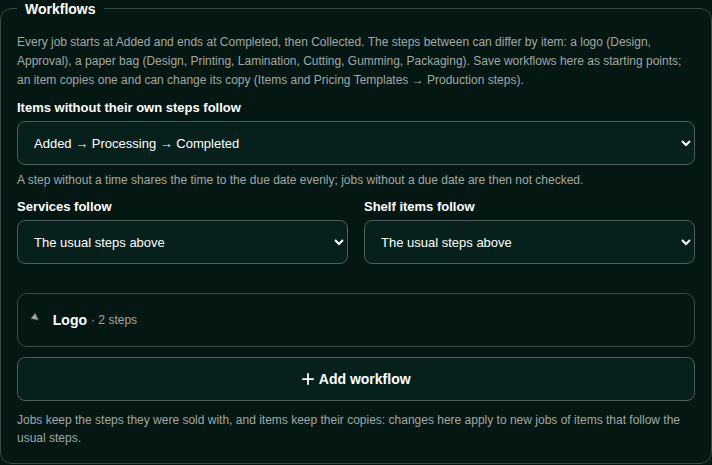 Workflows
Every job starts at Added and ends at Completed, then Collected. The steps between can differ by item: a logo (Design,
Approval), a paper bag (Design, Printing, Lamination, Cutting, Gumming, Packaging). Save workflows here as starting points;
an item copies one and can change its copy (Items and Pricing Templates → Production steps).
Items without their own steps follow
Added → Processing → Completed
A step without a time shares the time to the due date evenly; jobs without a due date are then not checked.
Services follow
Shelf items follow
The usual steps above
The usual steps above
Logo · 2 steps
+ Add workflow
Jobs keep the steps they were sold with, and items keep their copies: changes here apply to new jobs of items that follow the
usual steps.